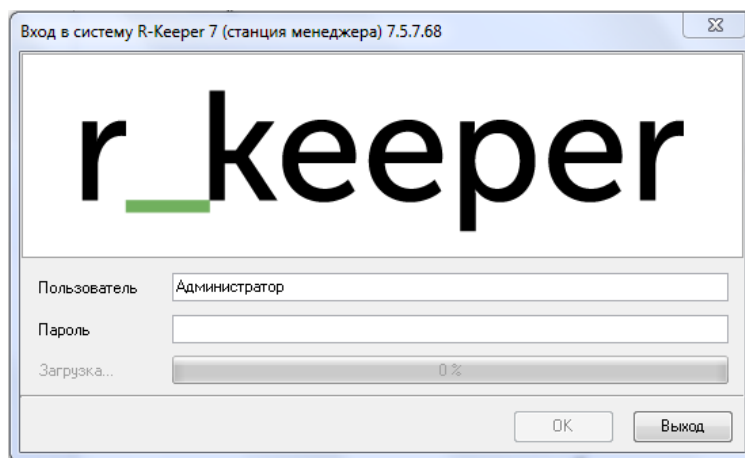 Вход в систему R-Keeper 7 (станция менеджера) 7.5.7.68
r_keeper
Пользователь Администратор
Пароль
Загрузка... 0 %
OK Выход